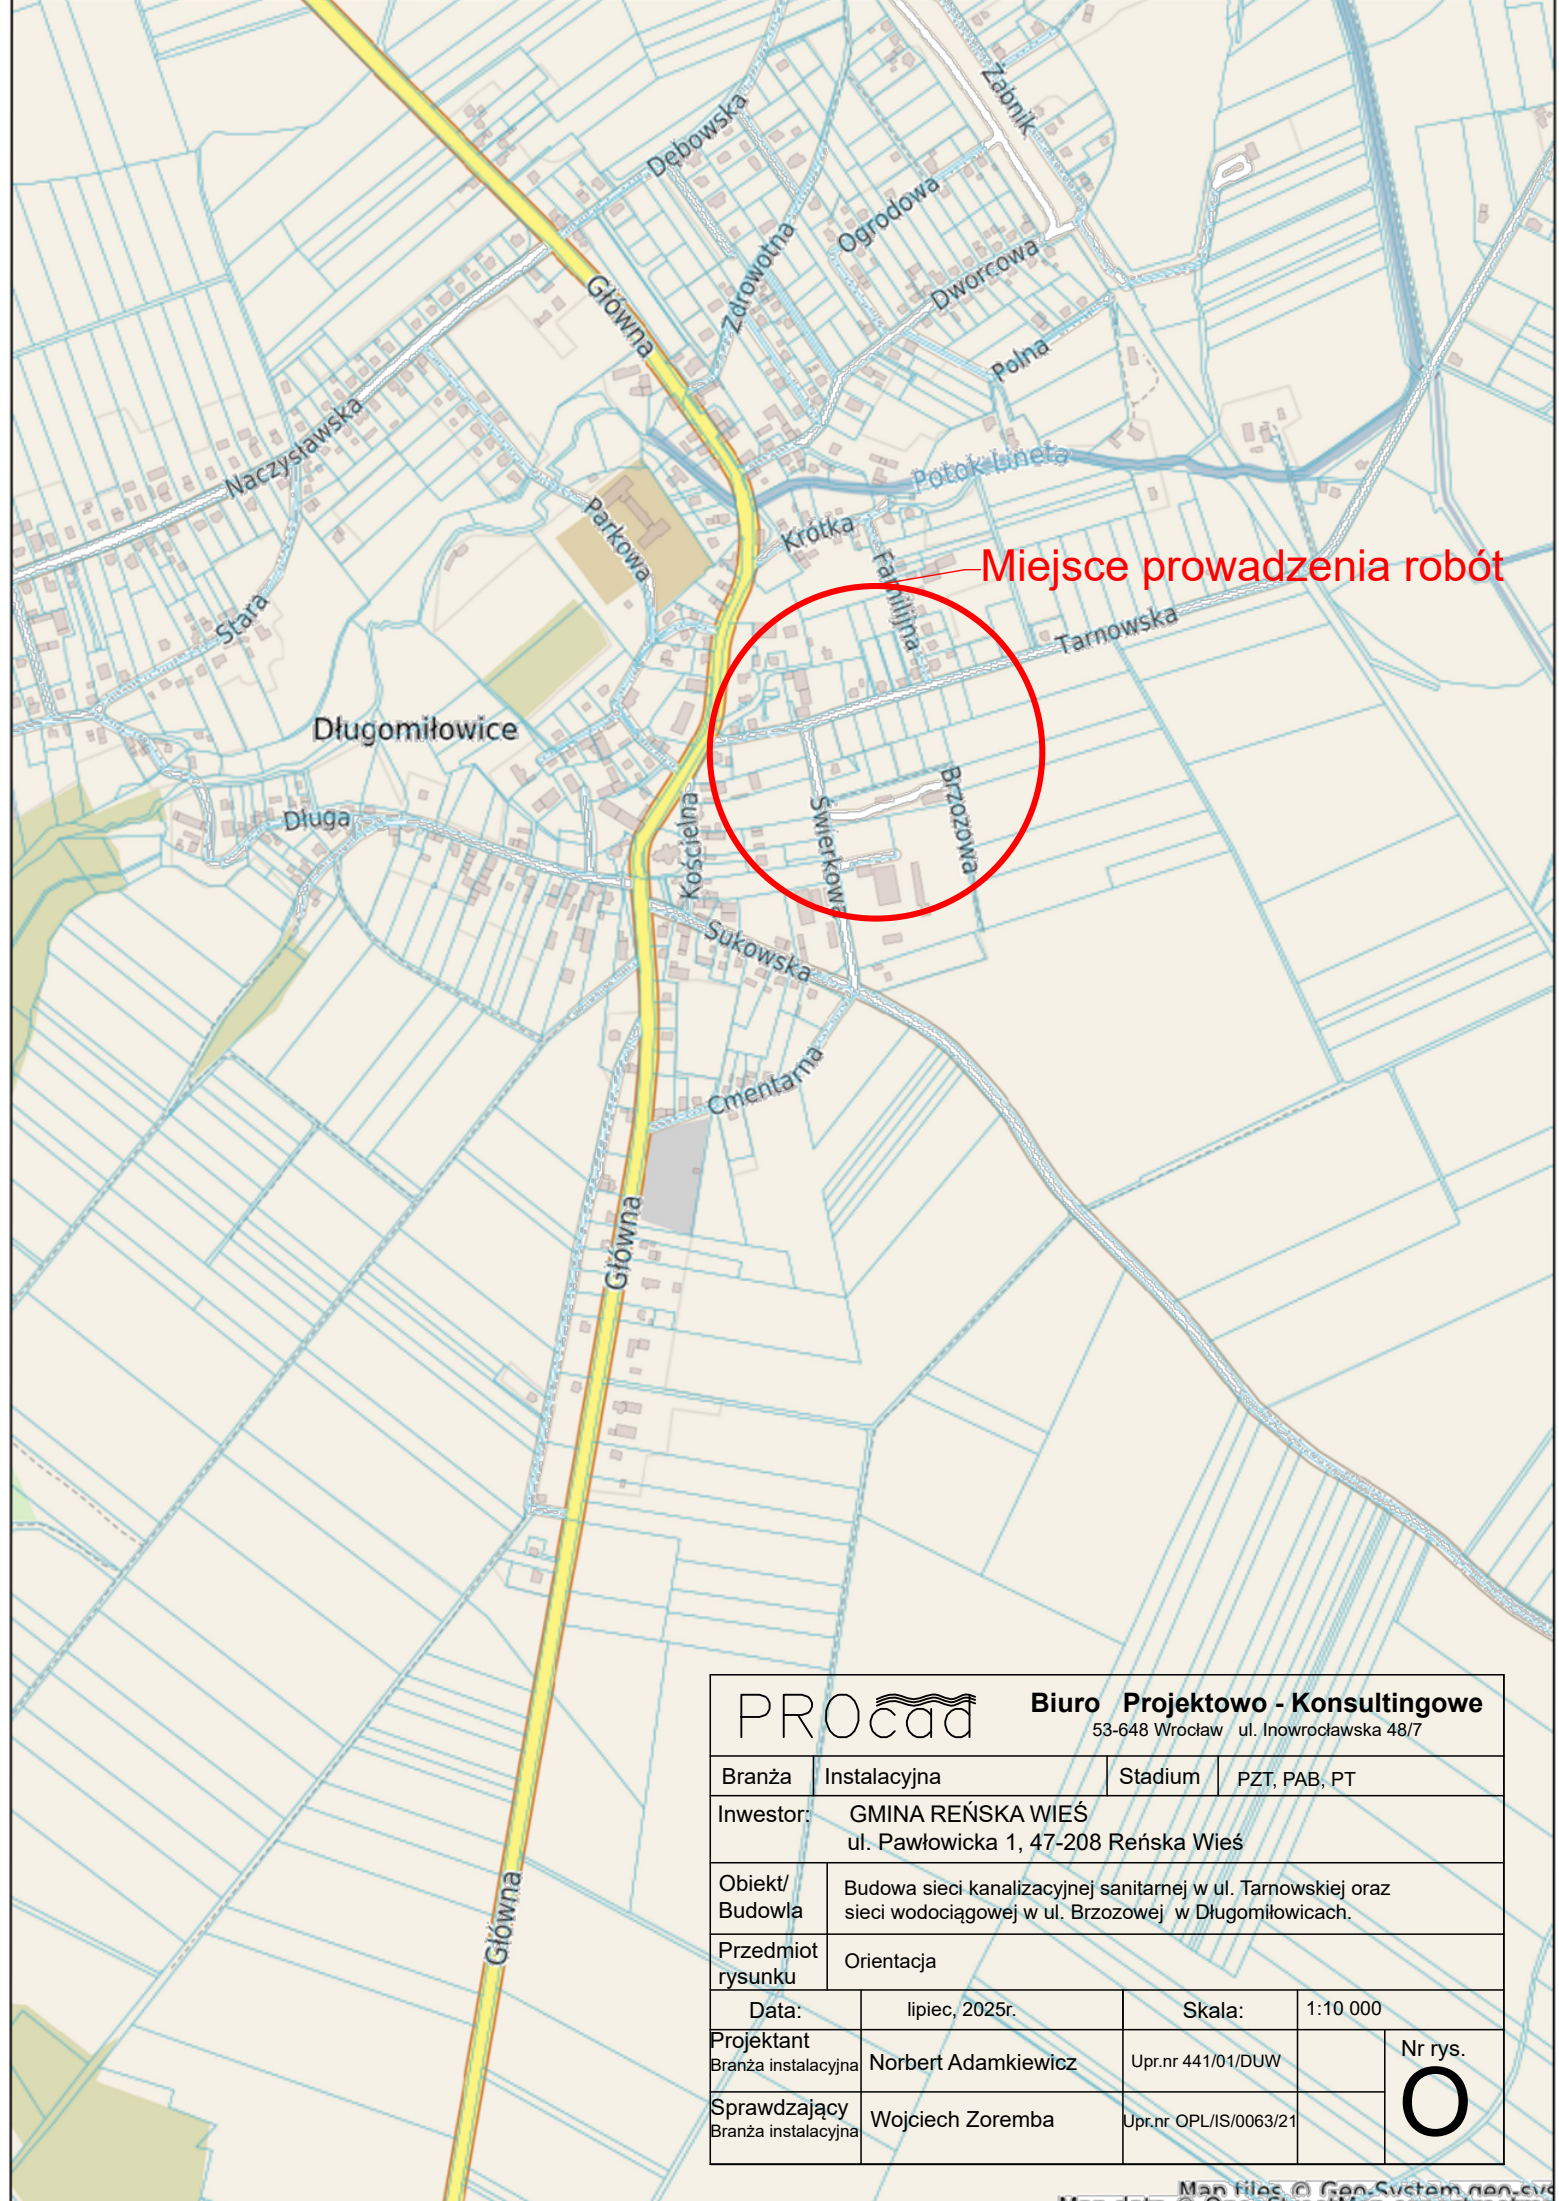 Żabnik
Dębowska
Ogrodowa
Zdrowotna
Dworcowa
Główna
Polna
Naczysławska
Potok Lineta
Parkowa
Krótka
Familijna
Miejsce prowadzenia robót
Stara
Tarnowska
Długomiłowice
Brzozowa
Świerkowa
Kościelna
Długa
Sukowska
Cmentarna
Główna
Główna
PROcad
Biuro Projektowo - Konsultingowe
53-648 Wrocław ul. Inowrocławska 48/7
Branża Instalacyjna Stadium PZT, PAB, PT
Inwestor: GMINA REŃSKA WIEŚ
ul. Pawłowicka 1, 47-208 Reńska Wieś
Obiekt/
Budowla
Budowa sieci kanalizacyjnej sanitarnej w ul. Tarnowskiej oraz
sieci wodociągowej w ul. Brzozowej w Długomiłowicach.
Przedmiot
rysunku
Orientacja
Data: lipiec, 2025r. Skala: 1:10 000
Projektant
Branża instalacyjna
Norbert Adamkiewicz
Upr.nr 441/01/DUW
Nr rys.
O
Sprawdzający
Branża instalacyjna
Wojciech Zoremba
Upr.nr OPL/IS/0063/21
Map tiles © Geo-System geo-sys